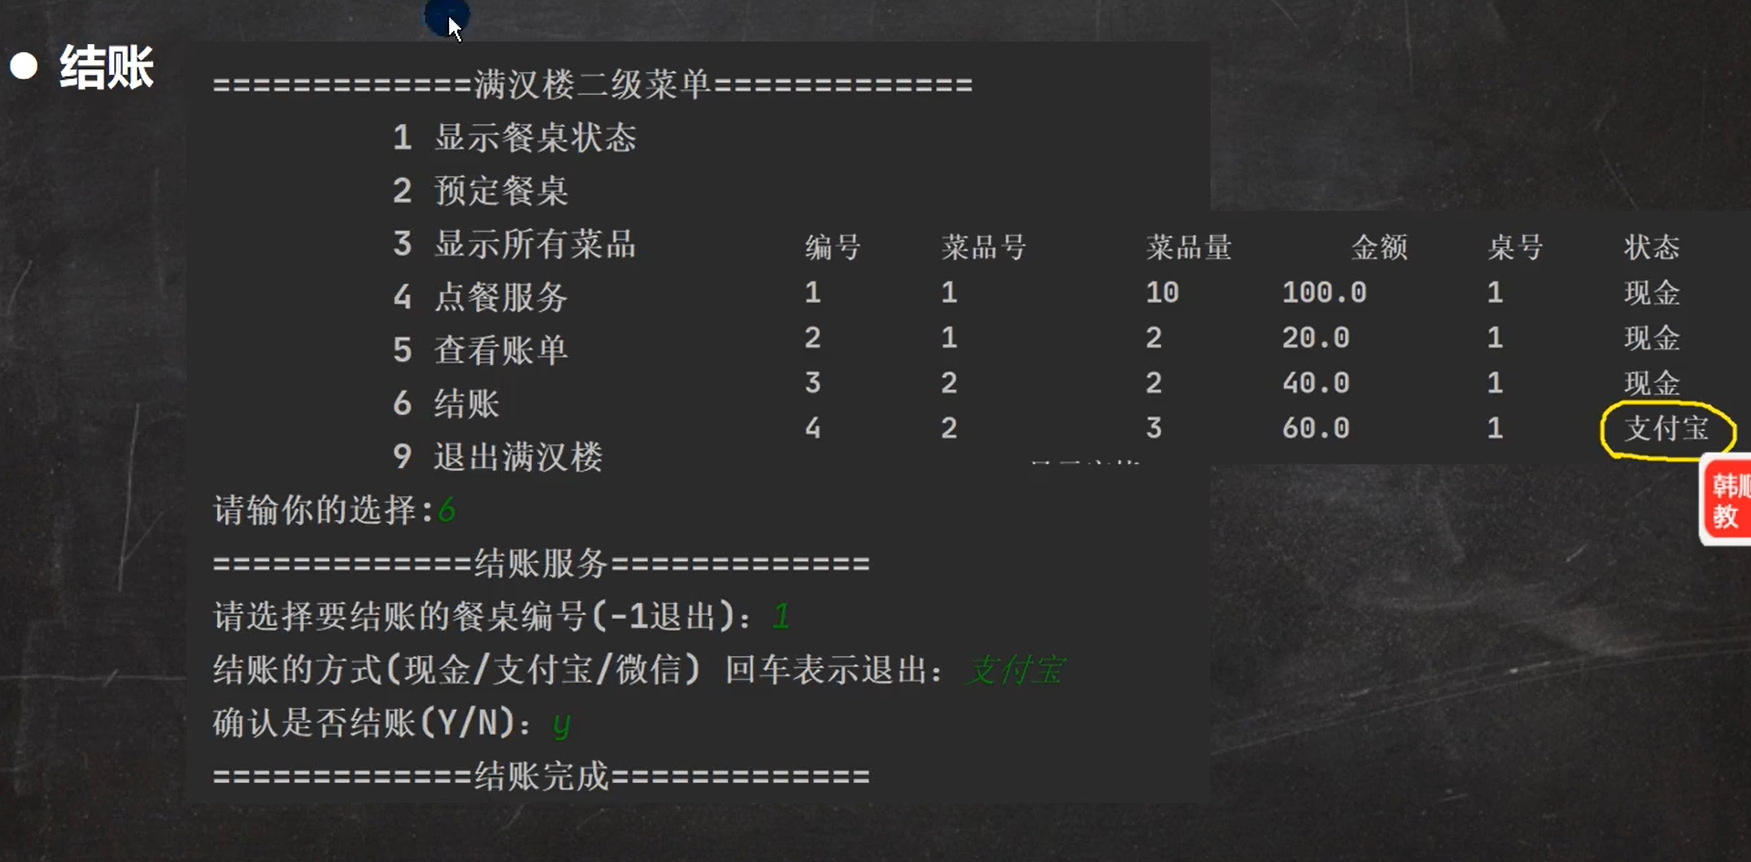 ● 结账
=============满汉楼二级菜单=============
1 显示餐桌状态
2 预定餐桌
3 显示所有菜品
4 点餐服务
5 查看账单
6 结账
9 退出满汉楼
请输你的选择:6
=============结账服务=============
请选择要结账的餐桌编号(-1退出): 1
结账的方式(现金/支付宝/微信) 回车表示退出: 支付宝
确认是否结账(Y/N): y
=============结账完成=============
编号 菜品号 菜品量 金额 桌号 状态
1 1 10 100.0 1 现金
2 1 2 20.0 1 现金
3 2 2 40.0 1 现金
4 2 3 60.0 1 支付宝
韩顺
教